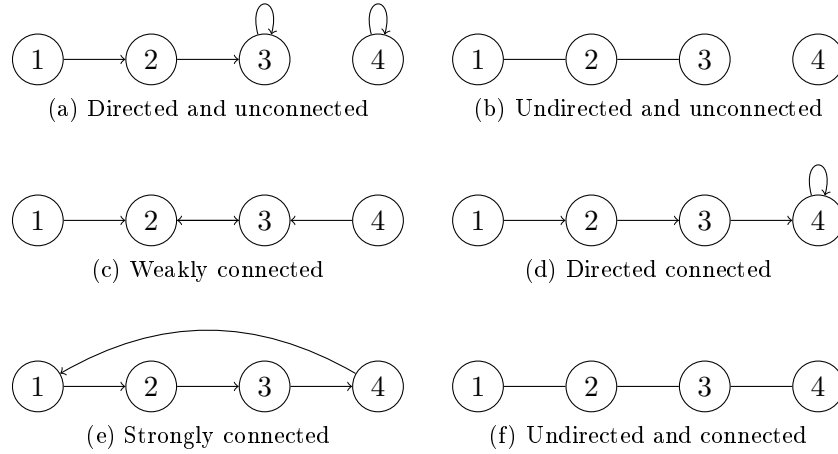 1 2 3 4
(a) Directed and unconnected
1 2 3 4
(b) Undirected and unconnected
1 2 3 4
(c) Weakly connected
1 2 3 4
(d) Directed connected
1 2 3 4
(e) Strongly connected
1 2 3 4
(f) Undirected and connected